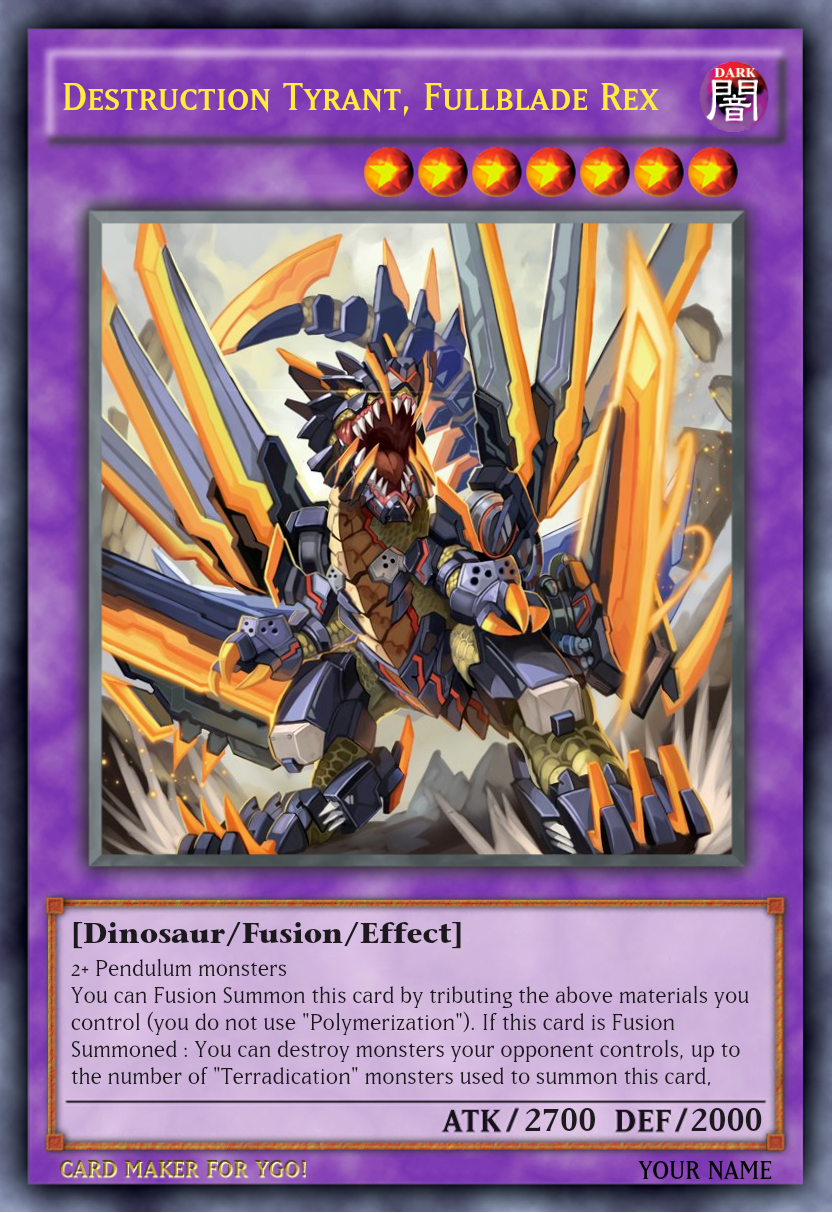 Destruction Tyrant, Fullblade Rex
DARK
闇
[Dinosaur/Fusion/Effect]
2+ Pendulum monsters
You can Fusion Summon this card by tributing the above materials you
control (you do not use "Polymerization"). If this card is Fusion
Summoned : You can destroy monsters your opponent controls, up to
the number of "Terradication" monsters used to summon this card,
ATK/2700 DEF/2000
CARD MAKER FOR YGO! YOUR NAME